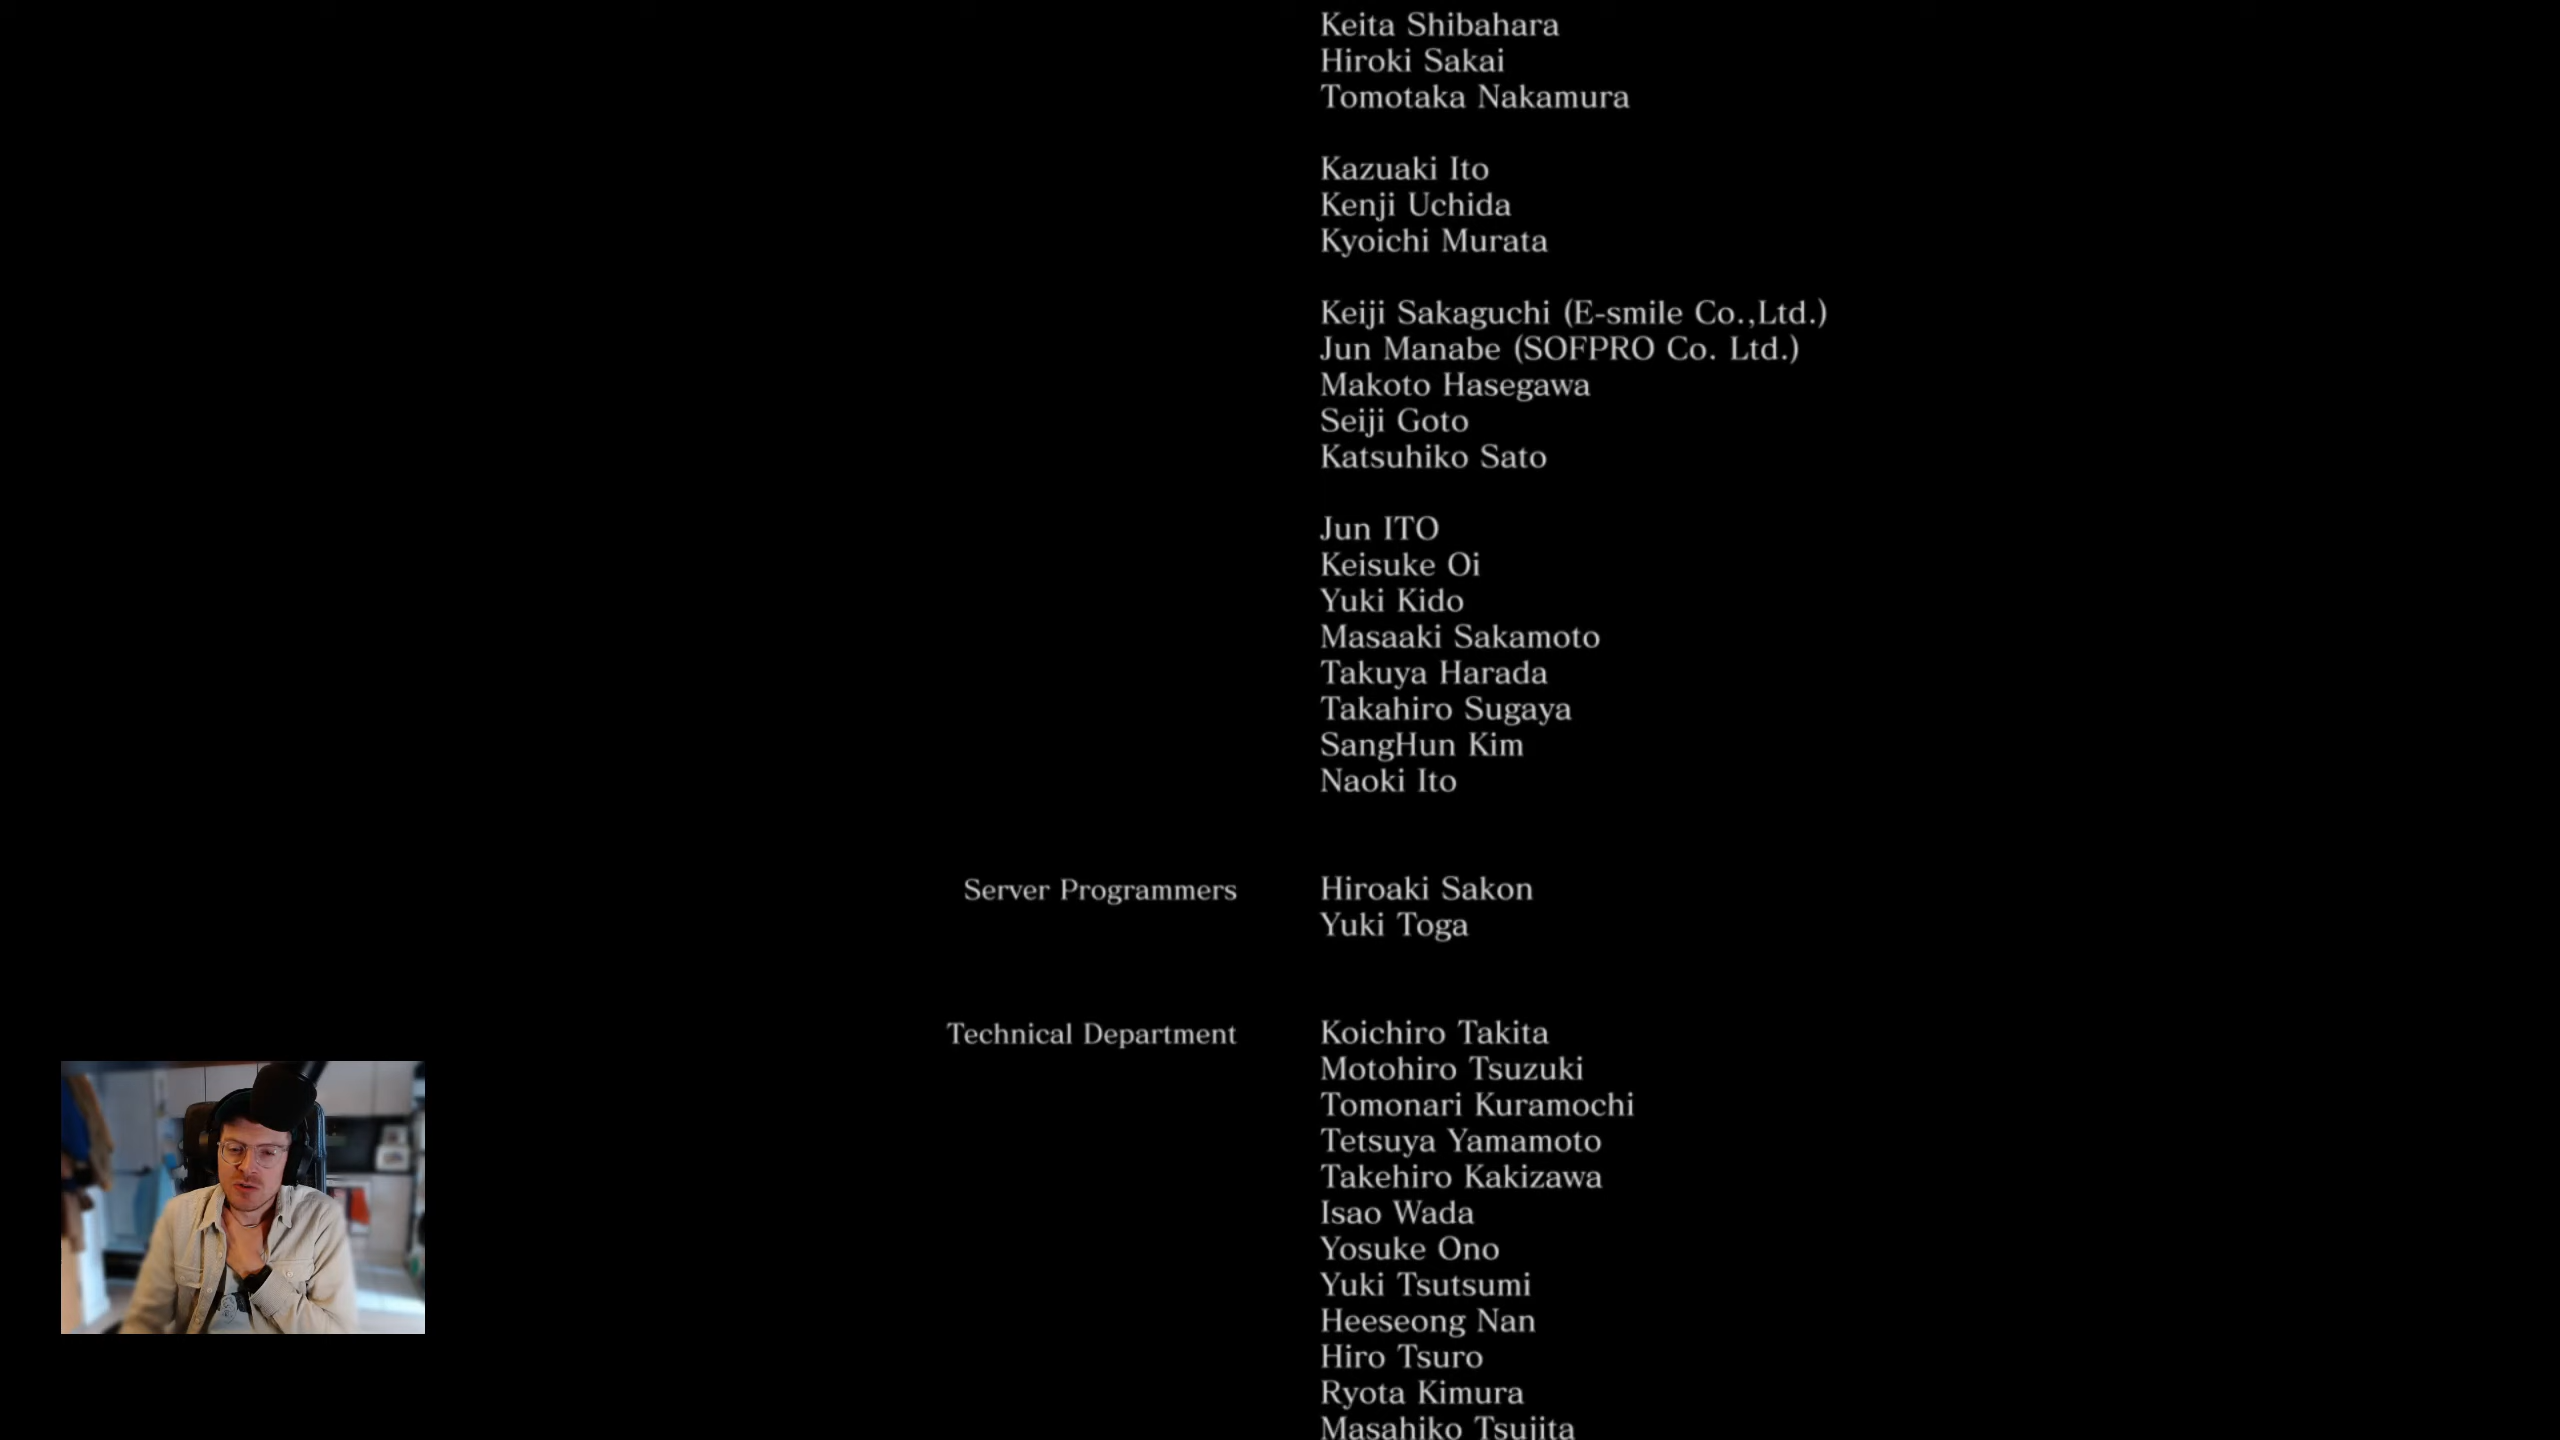 Keita Shibahara
Hiroki Sakai
Tomotaka Nakamura
Kazuaki Ito
Kenji Uchida
Kyoichi Murata
Keiji Sakaguchi (E-smile Co.,Ltd.)
Jun Manabe (SOFPRO Co. Ltd.)
Makoto Hasegawa
Seiji Goto
Katsuhiko Sato
Jun ITO
Keisuke Oi
Yuki Kido
Masaaki Sakamoto
Takuya Harada
Takahiro Sugaya
SangHun Kim
Naoki Ito
Server Programmers Hiroaki Sakon
Yuki Toga
Technical Department Koichiro Takita
Motohiro Tsuzuki
Tomonari Kuramochi
Tetsuya Yamamoto
Takehiro Kakizawa
Isao Wada
Yosuke Ono
Yuki Tsutsumi
Heeseong Nan
Hiro Tsuro
Ryota Kimura
Masahiko Tsujita